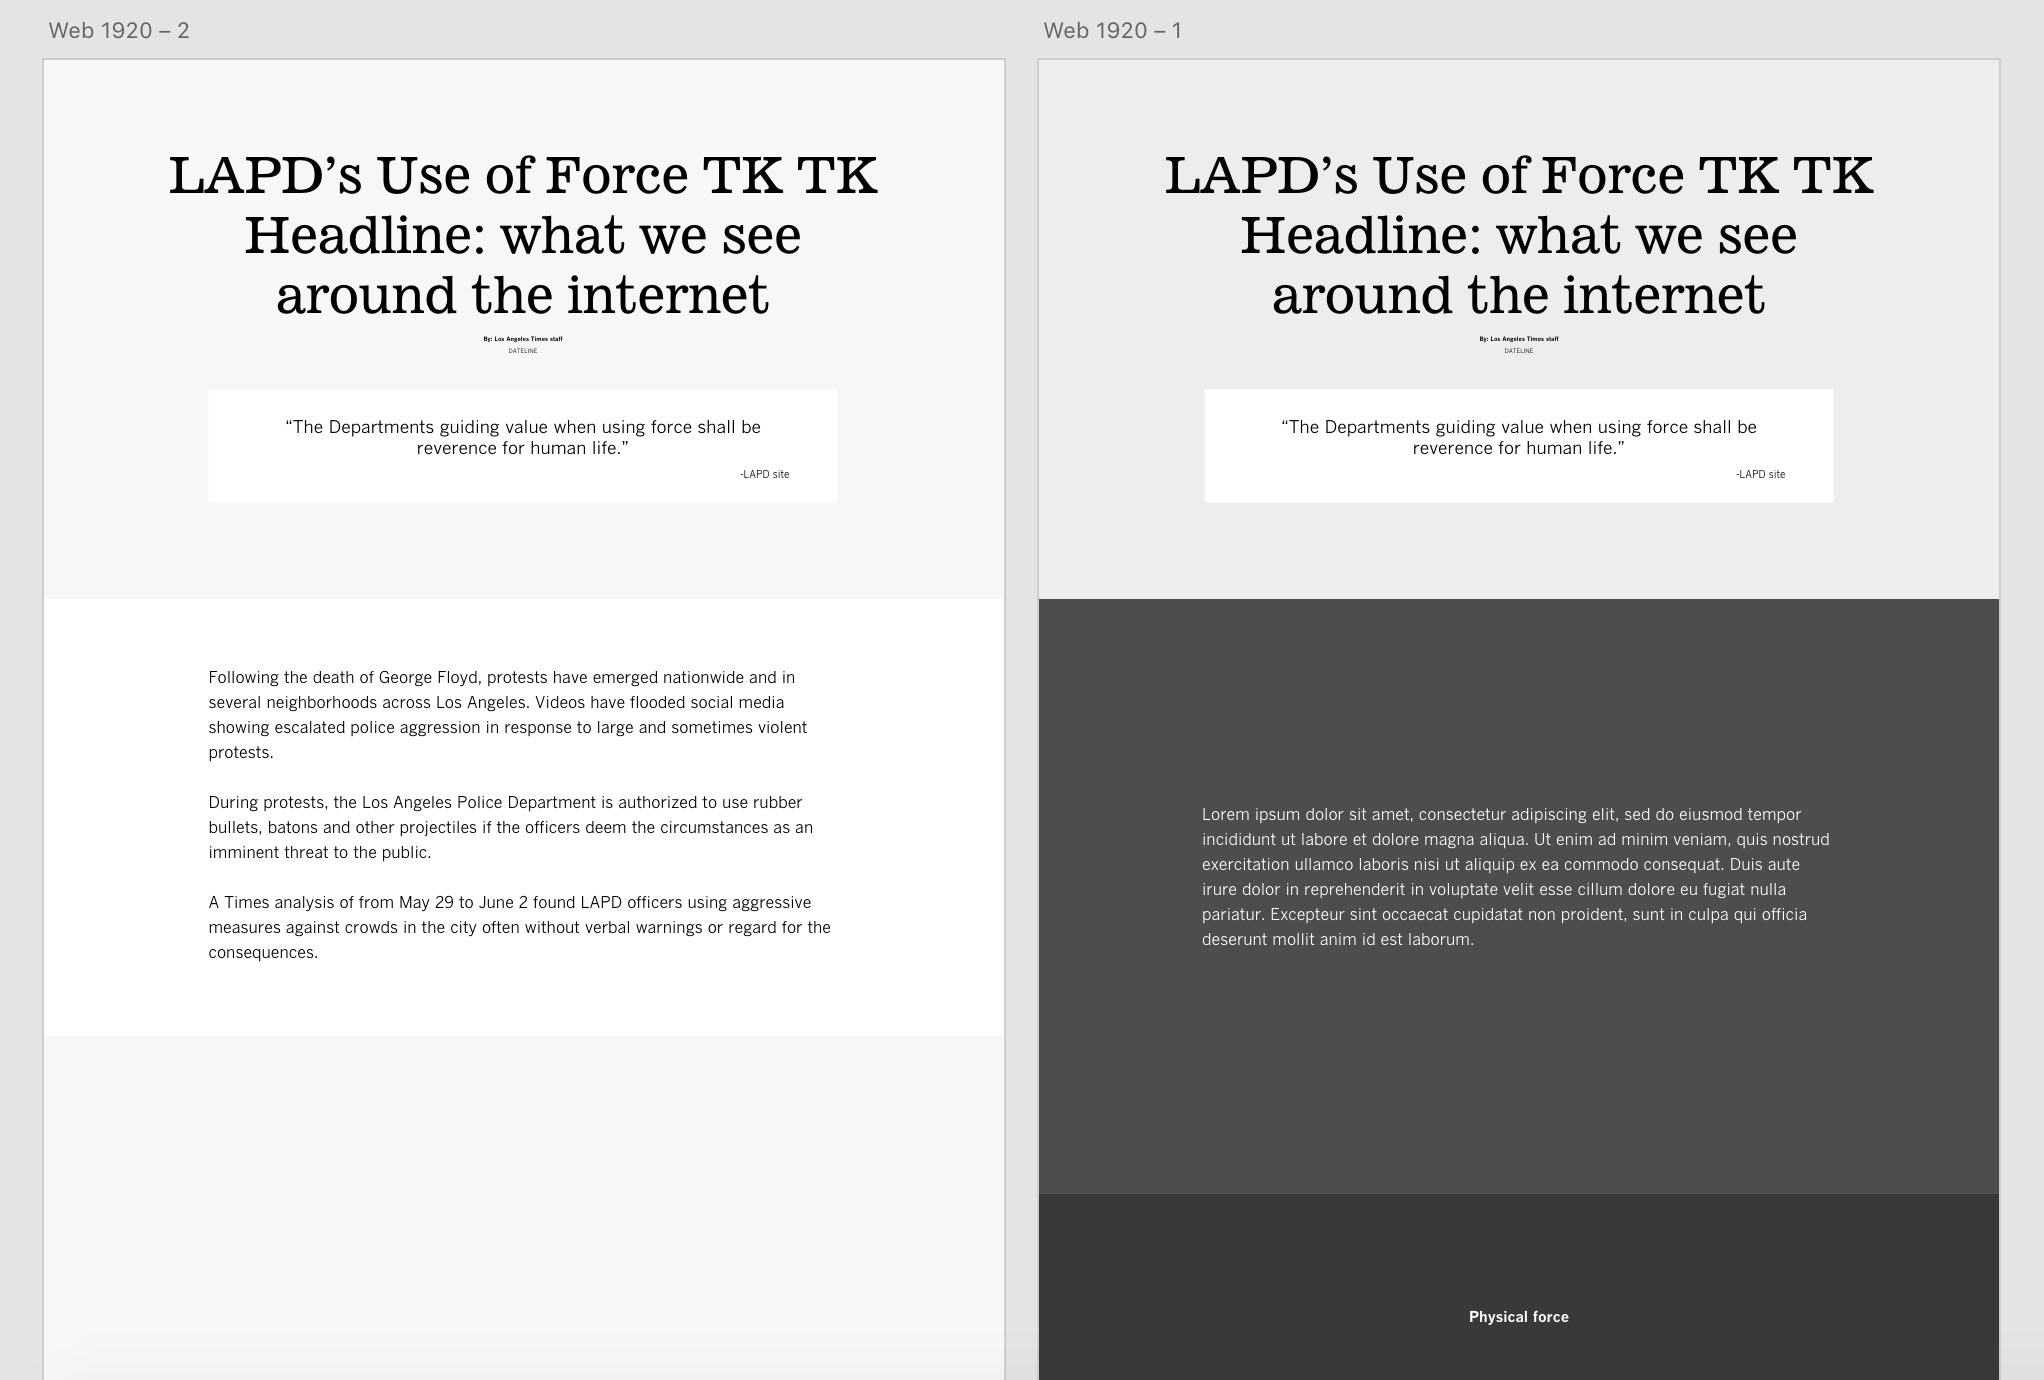 Web 1920 – 2
LAPD’s Use of Force TK TK
Headline: what we see
around the internet
By: Los Angeles Times staff
DATELINE
“The Departments guiding value when using force shall be
reverence for human life.”
-LAPD site
Following the death of George Floyd, protests have emerged nationwide and in
several neighborhoods across Los Angeles. Videos have flooded social media
showing escalated police aggression in response to large and sometimes violent
protests.
During protests, the Los Angeles Police Department is authorized to use rubber
bullets, batons and other projectiles if the officers deem the circumstances as an
imminent threat to the public.
A Times analysis of from May 29 to June 2 found LAPD officers using aggressive
measures against crowds in the city often without verbal warnings or regard for the
consequences.
Web 1920 – 1
LAPD’s Use of Force TK TK
Headline: what we see
around the internet
By: Los Angeles Times staff
DATELINE
“The Departments guiding value when using force shall be
reverence for human life.”
-LAPD site
Lorem ipsum dolor sit amet, consectetur adipiscing elit, sed do eiusmod tempor
incididunt ut labore et dolore magna aliqua. Ut enim ad minim veniam, quis nostrud
exercitation ullamco laboris nisi ut aliquip ex ea commodo consequat. Duis aute
irure dolor in reprehenderit in voluptate velit esse cillum dolore eu fugiat nulla
pariatur. Excepteur sint occaecat cupidatat non proident, sunt in culpa qui officia
deserunt mollit anim id est laborum.
Physical force